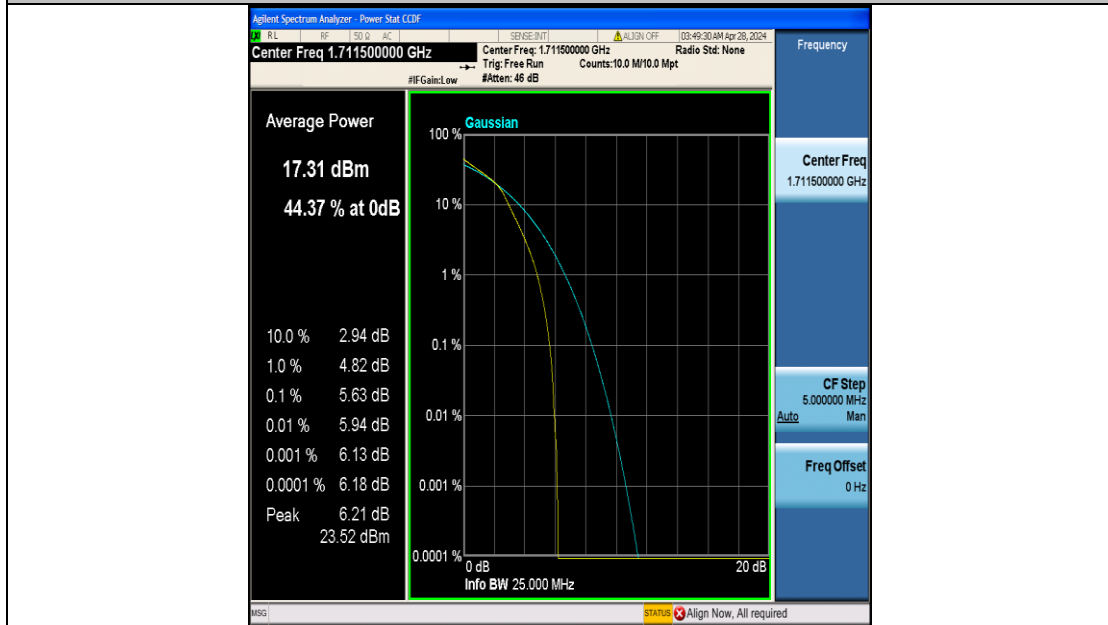 Agilent Spectrum Analyzer - Power Stat CCDF
RL RF 50 Ω AC SENSE:INT ALIGN OFF 03:49:30 AM Apr 28, 2024
Center Freq 1.711500000 GHz
Center Freq: 1.711500000 GHz Radio Std: None
Trig: Free Run Counts:10.0 M/10.0 Mpt
#IFGain:Low #Atten: 46 dB
Frequency
Average Power
17.31 dBm
44.37 % at 0dB
10.0 % 2.94 dB
1.0 % 4.82 dB
0.1 % 5.63 dB
0.01 % 5.94 dB
0.001 % 6.13 dB
0.0001 % 6.18 dB
Peak 6.21 dB
23.52 dBm
Gaussian
100 %
10 %
1 %
0.1 %
0.01 %
0.001 %
0.0001 %
0 dB 20 dB
Info BW 25.000 MHz
Center Freq
1.711500000 GHz
CF Step
5.000000 MHz
Auto Man
Freq Offset
0 Hz
MSG STATUS Align Now, All required